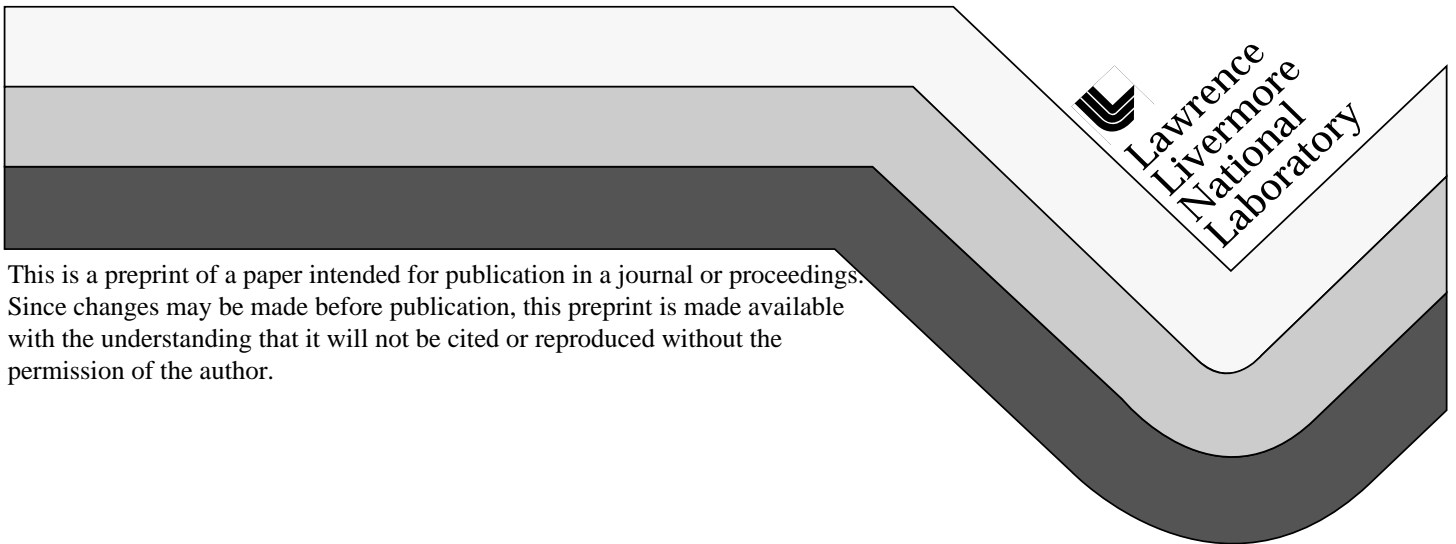 Lawrence
Livermore
National
Laboratory
This is a preprint of a paper intended for publication in a journal or proceedings.
Since changes may be made before publication, this preprint is made available
with the understanding that it will not be cited or reproduced without the
permission of the author.